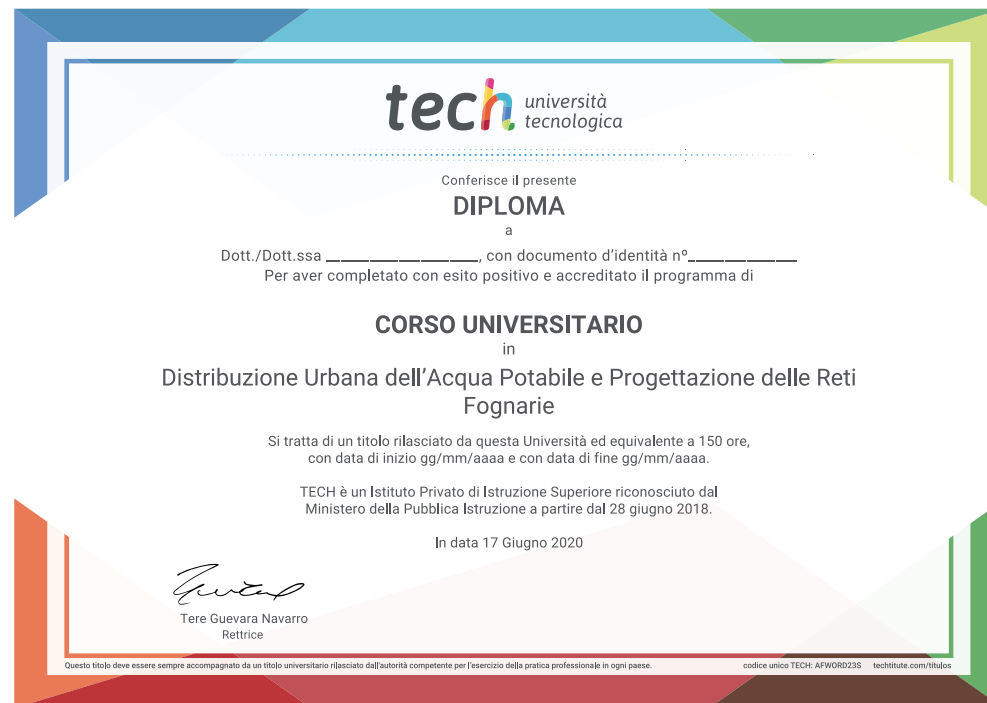 tech università
tecnologica
Conferisce il presente
DIPLOMA
a
Dott./Dott.ssa ____________________, con documento d'identità nº______________
Per aver completato con esito positivo e accreditato il programma di
CORSO UNIVERSITARIO
in
Distribuzione Urbana dell'Acqua Potabile e Progettazione delle Reti
Fognarie
Si tratta di un titolo rilasciato da questa Università ed equivalente a 150 ore,
con data di inizio gg/mm/aaaa e con data di fine gg/mm/aaaa.
TECH è un Istituto Privato di Istruzione Superiore riconosciuto dal
Ministero della Pubblica Istruzione a partire dal 28 giugno 2018.
In data 17 Giugno 2020
Tere Guevara Navarro
Rettrice
Questo titolo deve essere sempre accompagnato da un titolo universitario rilasciato dall'autorità competente per l'esercizio della pratica professionale in ogni paese. codice unico TECH: AFWORD23S techtitute.com/titulos